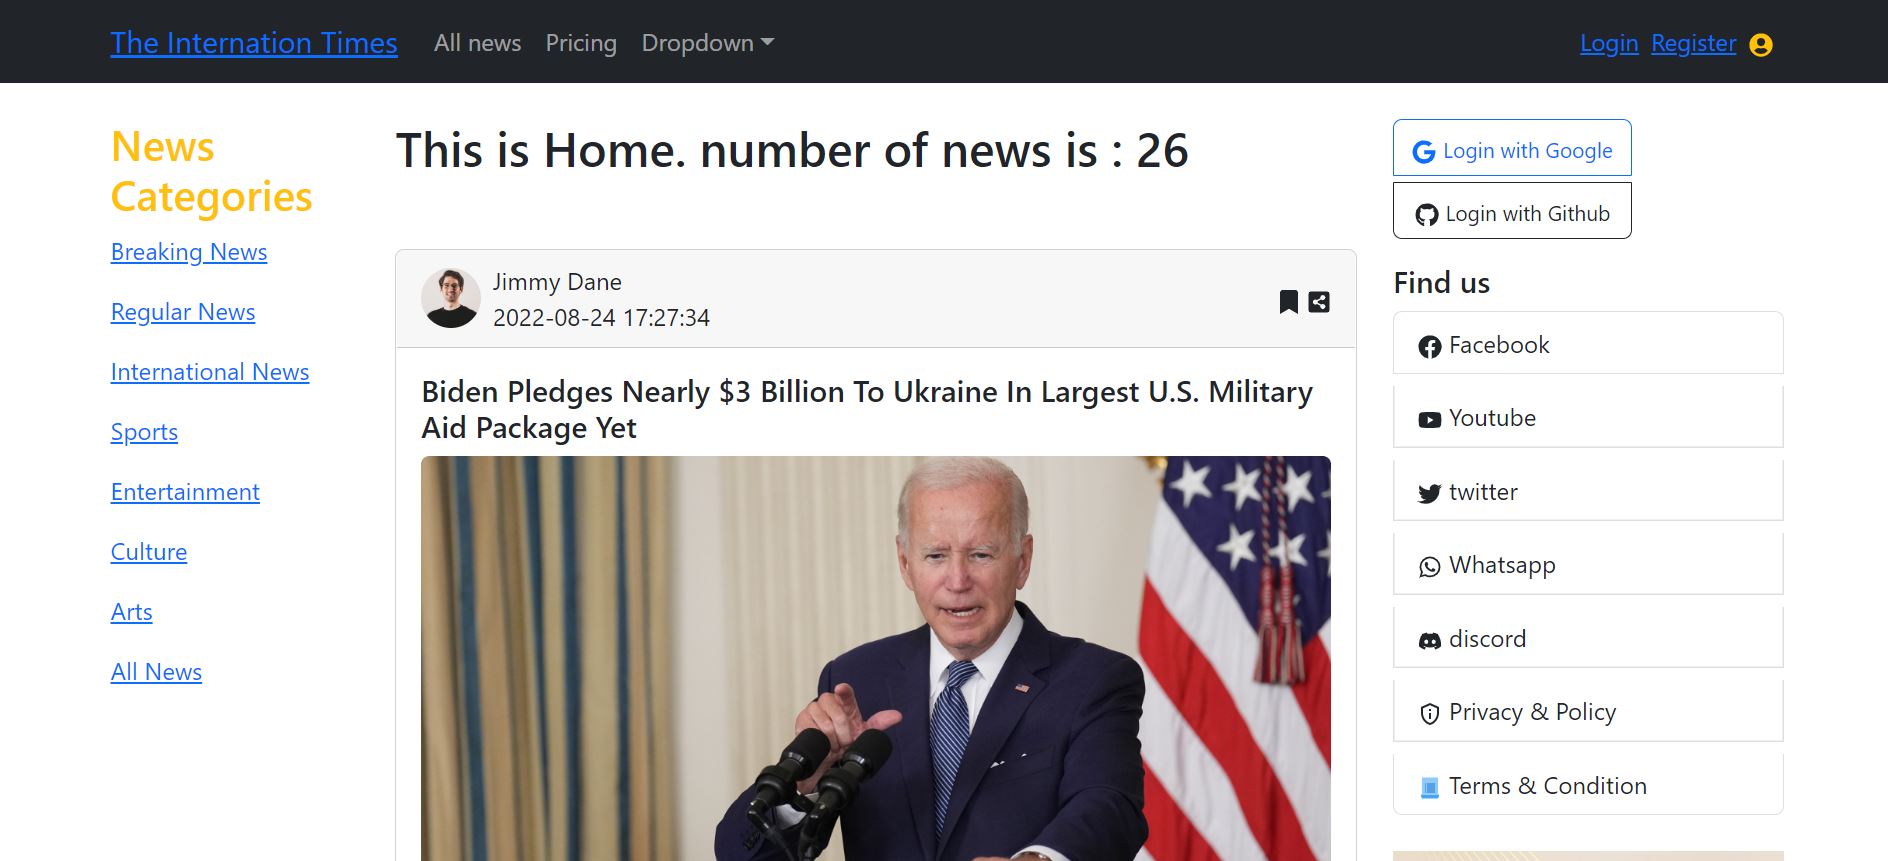 The Internation Times All news Pricing Dropdown Login Register
News
Categories
Breaking News
Regular News
International News
Sports
Entertainment
Culture
Arts
All News
This is Home. number of news is : 26
Jimmy Dane
2022-08-24 17:27:34
Biden Pledges Nearly $3 Billion To Ukraine In Largest U.S. Military
Aid Package Yet
Login with Google
Login with Github
Find us
Facebook
Youtube
twitter
Whatsapp
discord
Privacy & Policy
Terms & Condition